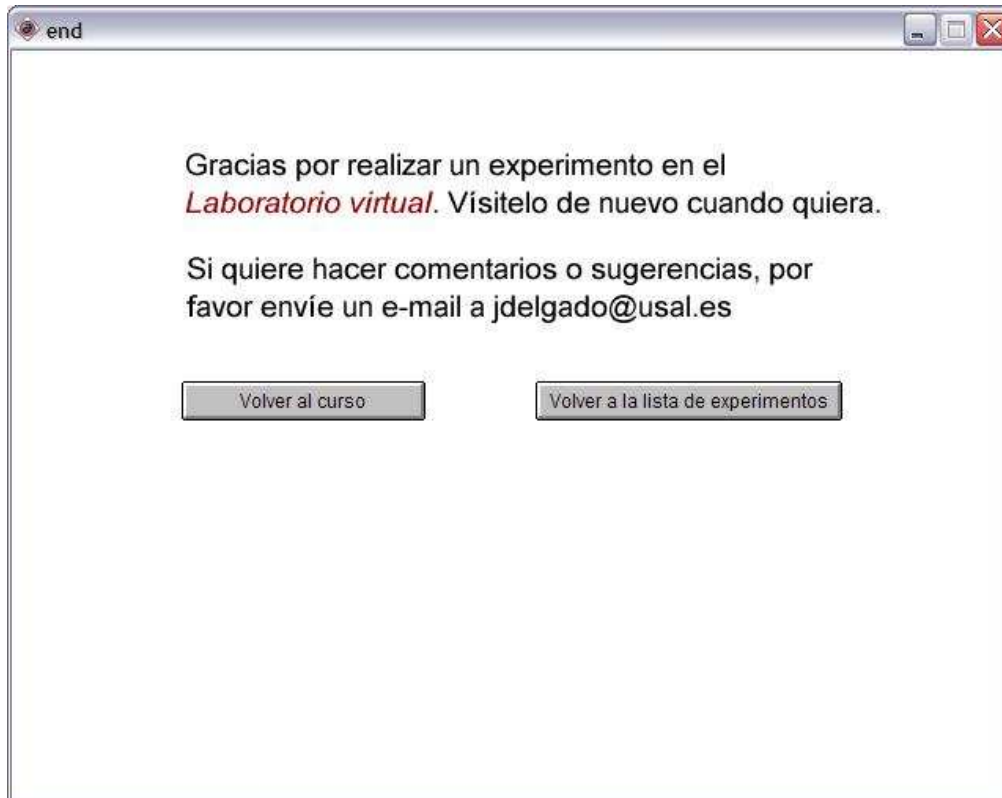 end
Gracias por realizar un experimento en el
Laboratorio virtual. Vísitelo de nuevo cuando quiera.
Si quiere hacer comentarios o sugerencias, por
favor envíe un e-mail a jdelgado@usal.es
Volver al curso
Volver a la lista de experimentos